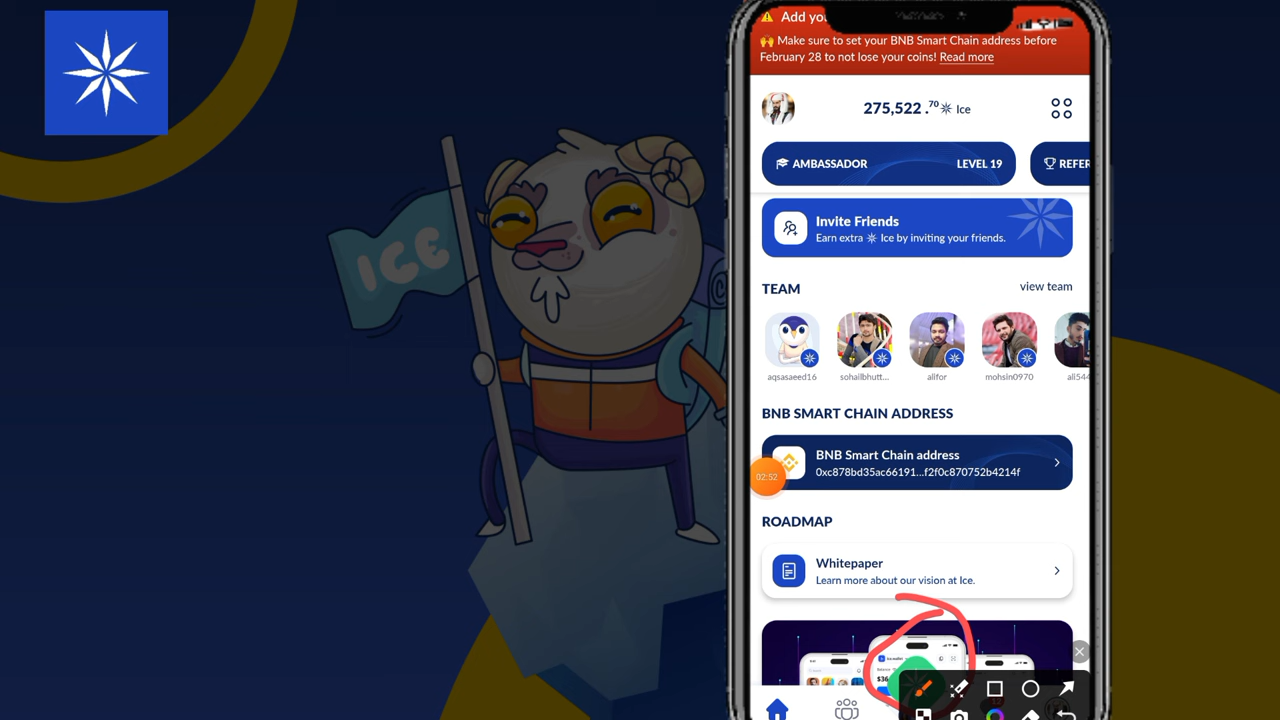 ICE
Add you
Make sure to set your BNB Smart Chain address before
February 28 to not lose your coins! Read more
275,522 .70 Ice
AMBASSADOR LEVEL 19
REFER
Invite Friends
Earn extra Ice by inviting your friends.
TEAM view team
aqsasaeed16 sohailbhutt... alifor mohsin0970 ali544
BNB SMART CHAIN ADDRESS
BNB Smart Chain address
0xc878bd35ac66191...f2f0c870752b4214f
02:52
ROADMAP
Whitepaper
Learn more about our vision at Ice.
Ice wallet